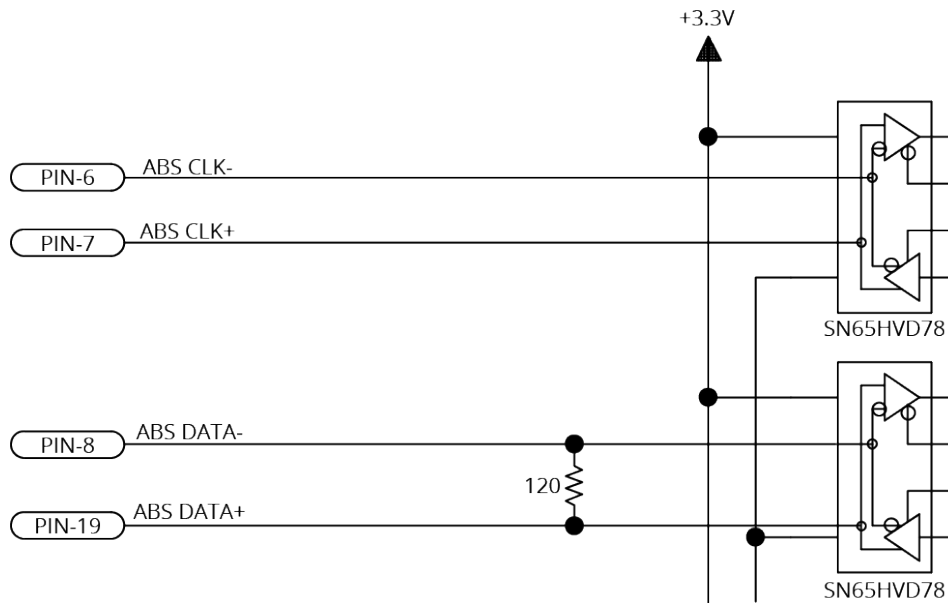 +3.3V
PIN-6
ABS CLK-
PIN-7
ABS CLK+
SN65HVD78
PIN-8
ABS DATA-
120
PIN-19
ABS DATA+
SN65HVD78